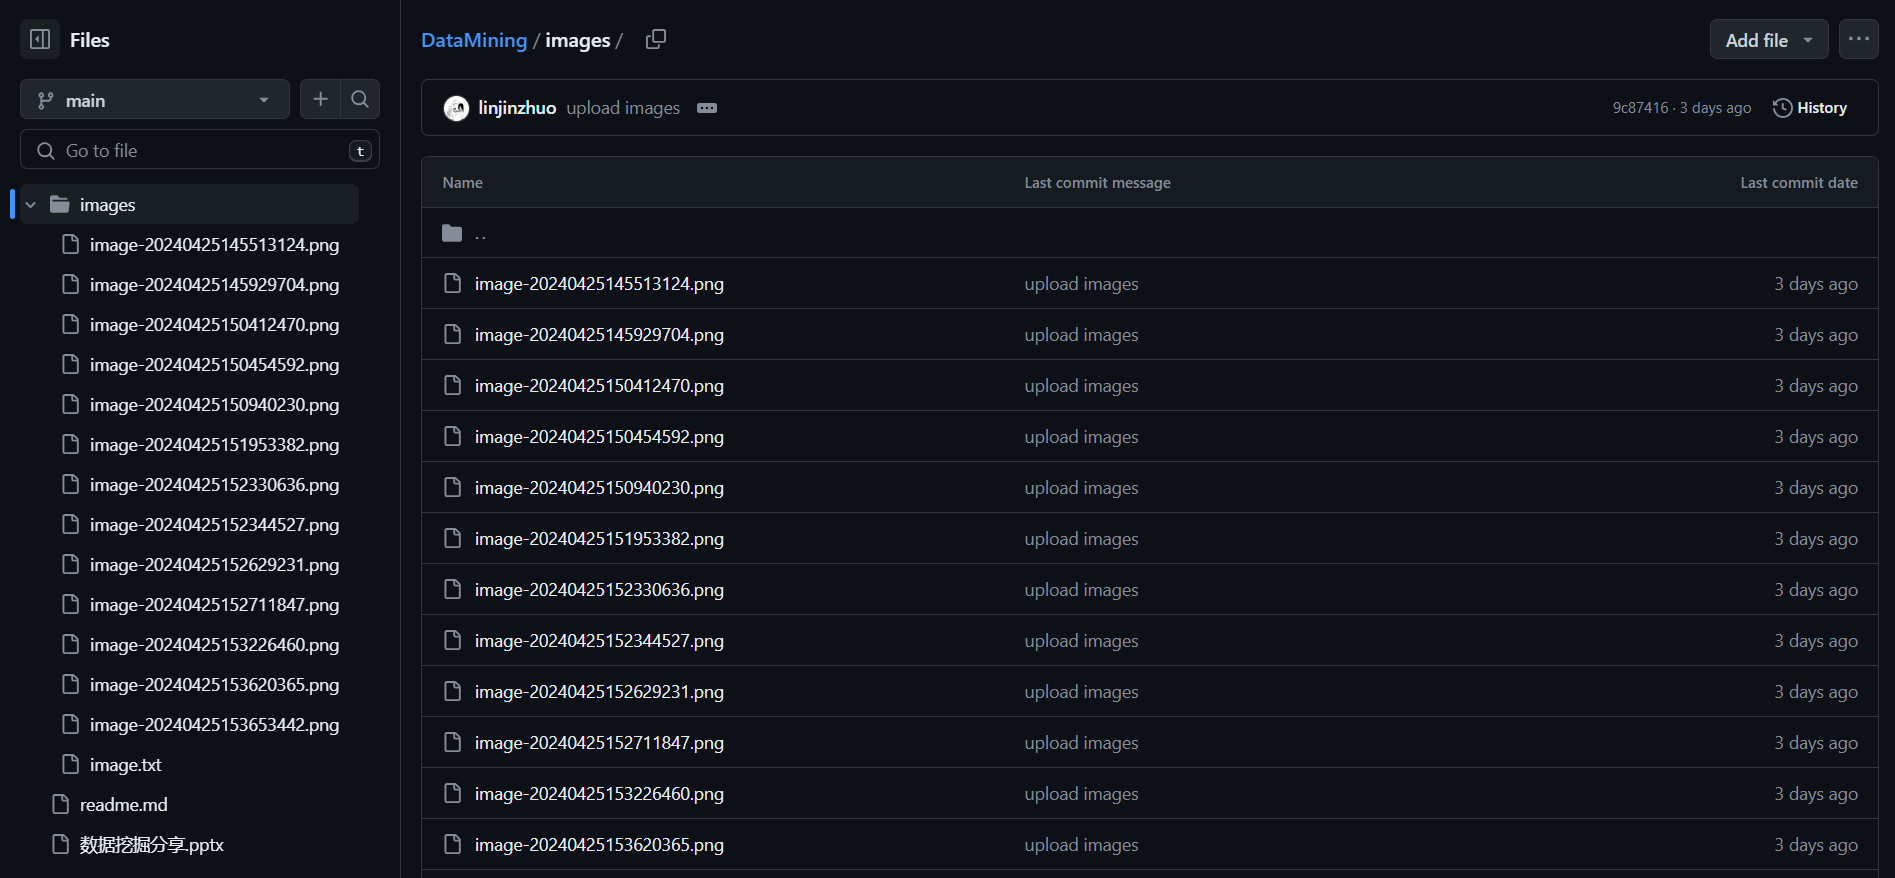 Files
main
Go to file
t
images
image-20240425145513124.png
image-20240425145929704.png
image-20240425150412470.png
image-20240425150454592.png
image-20240425150940230.png
image-20240425151953382.png
image-20240425152330636.png
image-20240425152344527.png
image-20240425152629231.png
image-20240425152711847.png
image-20240425153226460.png
image-20240425153620365.png
image-20240425153653442.png
image.txt
readme.md
数据挖掘分享.pptx
DataMining / images /
Add file
linjinzhuo upload images
9c87416 · 3 days ago
History
Name Last commit message Last commit date
..
image-20240425145513124.png upload images 3 days ago
image-20240425145929704.png upload images 3 days ago
image-20240425150412470.png upload images 3 days ago
image-20240425150454592.png upload images 3 days ago
image-20240425150940230.png upload images 3 days ago
image-20240425151953382.png upload images 3 days ago
image-20240425152330636.png upload images 3 days ago
image-20240425152344527.png upload images 3 days ago
image-20240425152629231.png upload images 3 days ago
image-20240425152711847.png upload images 3 days ago
image-20240425153226460.png upload images 3 days ago
image-20240425153620365.png upload images 3 days ago